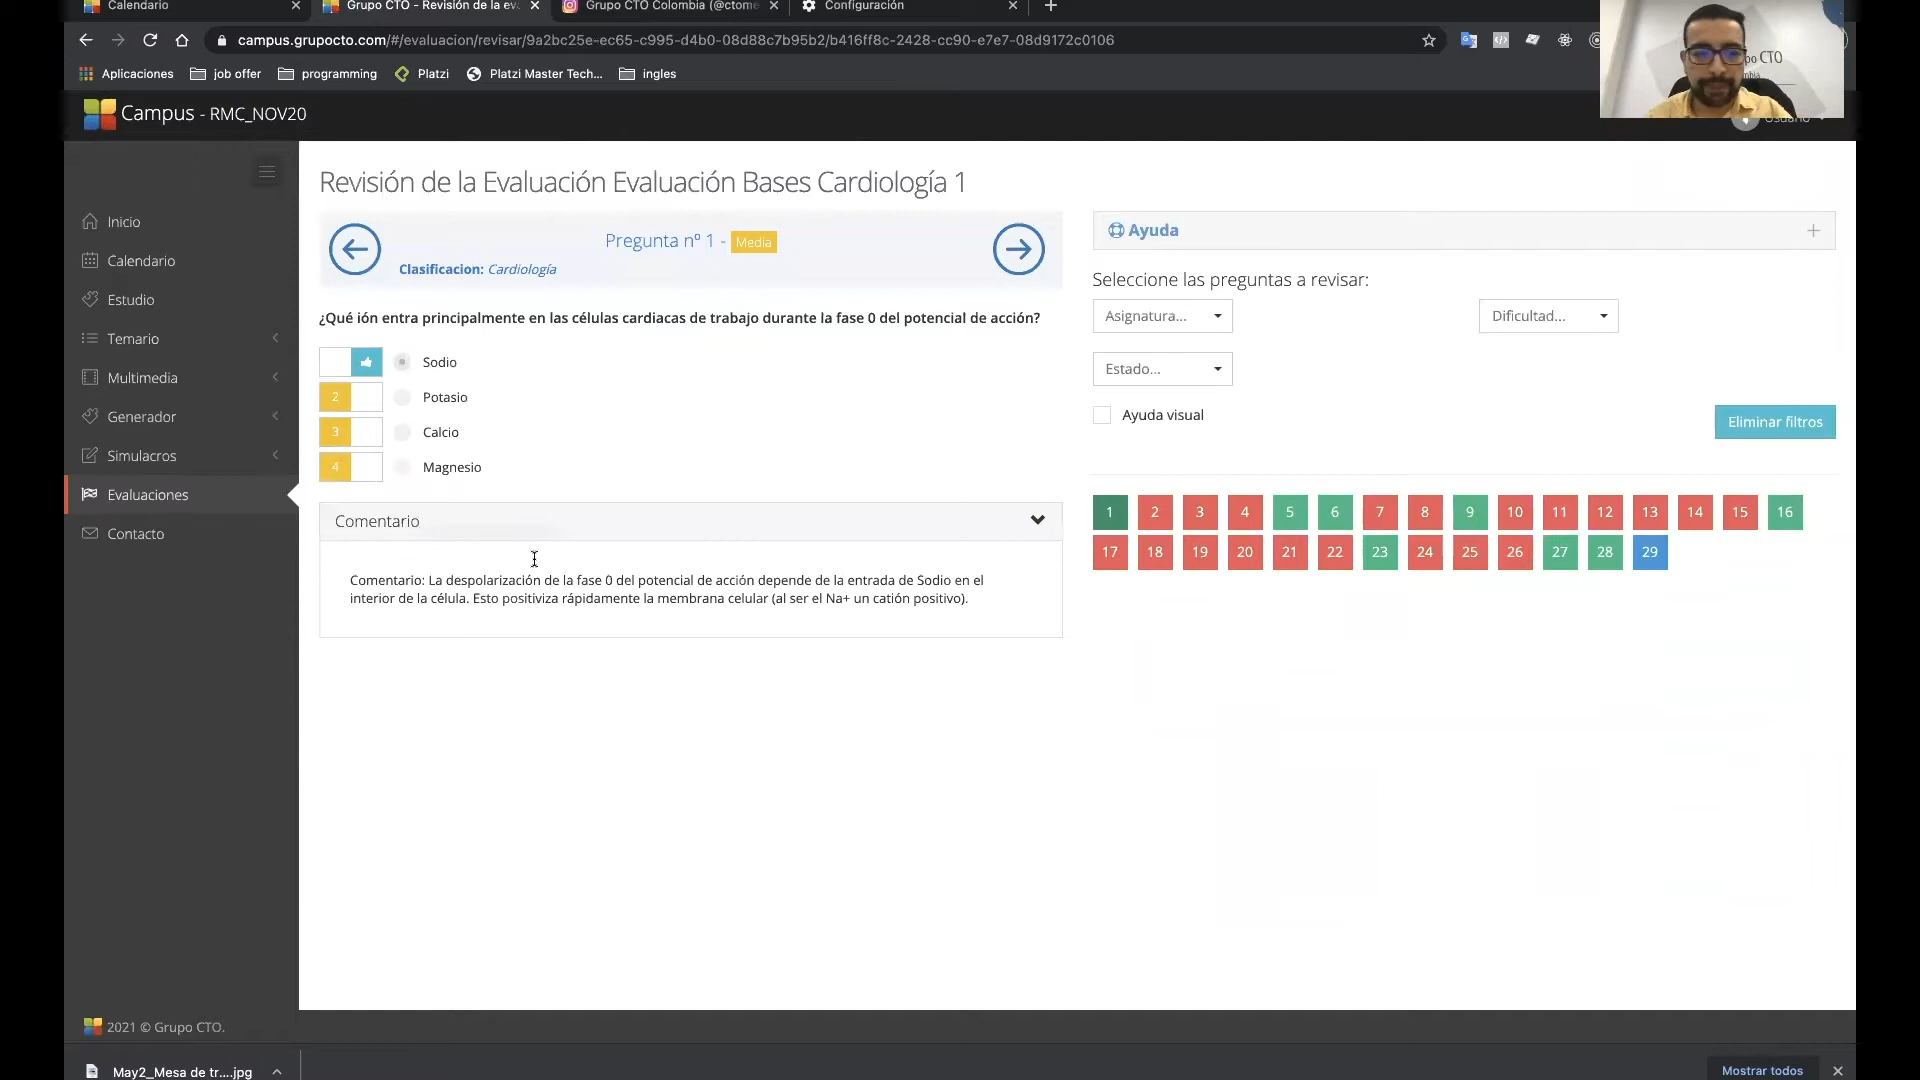 Calendario
Grupo CTO - Revisión de la ev
Grupo CTO Colombia (@ctome
Configuración
campus.grupocto.com/#/evaluacion/revisar/9a2bc25e-ec65-c995-d4b0-08d88c7b95b2/b416ff8c-2428-cc90-e7e7-08d9172c0106
Aplicaciones
job offer
programming
Platzi
Platzi Master Tech...
ingles
CTO
Campus - RMC_NOV20
Usuario
Inicio
Calendario
Estudio
Temario
Multimedia
Generador
Simulacros
Evaluaciones
Contacto
Revisión de la Evaluación Evaluación Bases Cardiología 1
Pregunta nº 1 - Media
Clasificacion: Cardiología
¿Qué ión entra principalmente en las células cardiacas de trabajo durante la fase 0 del potencial de acción?
Sodio
2 Potasio
3 Calcio
4 Magnesio
Comentario
Comentario: La despolarización de la fase 0 del potencial de acción depende de la entrada de Sodio en el
interior de la célula. Esto positiviza rápidamente la membrana celular (al ser el Na+ un catión positivo).
Ayuda
Seleccione las preguntas a revisar:
Asignatura...
Dificultad...
Estado...
Ayuda visual
Eliminar filtros
1 2 3 4 5 6 7 8 9 10 11 12 13 14 15 16
17 18 19 20 21 22 23 24 25 26 27 28 29
2021 © Grupo CTO.
May2_Mesa de tr....jpg
Mostrar todos